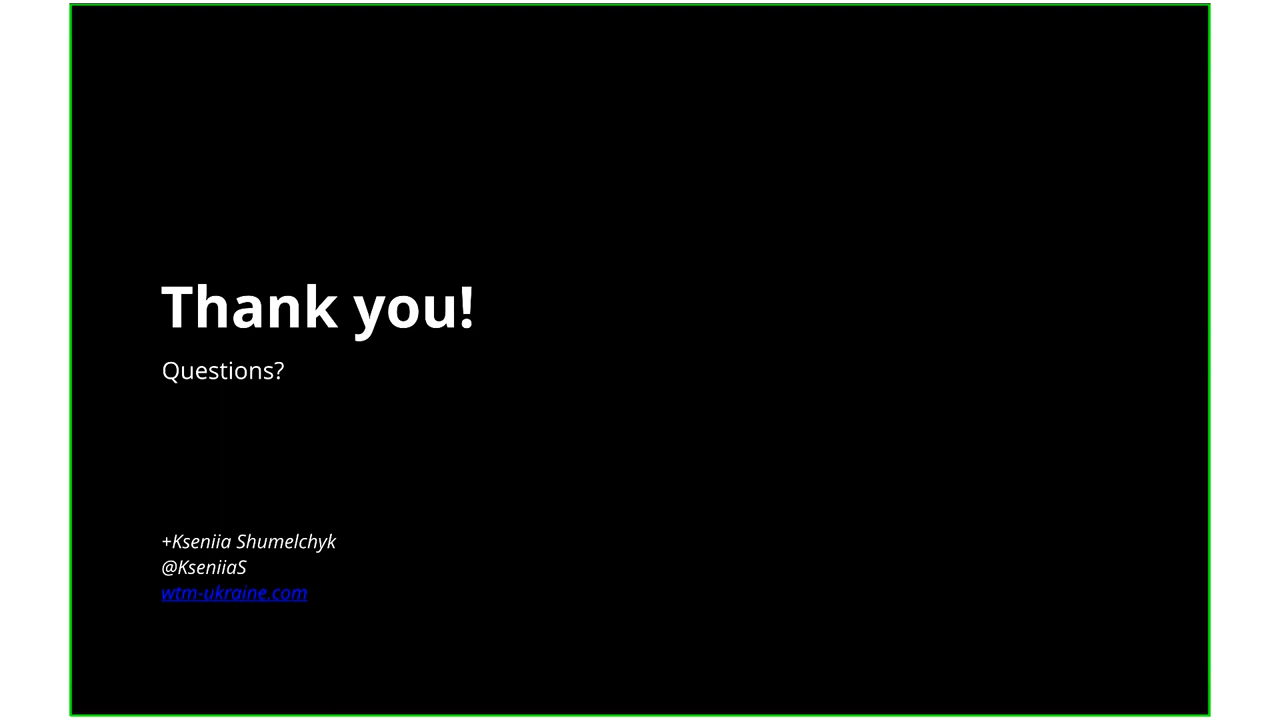 Thank you!
Questions?
+Kseniia Shumelchyk
@KseniiaS
wtm-ukraine.com